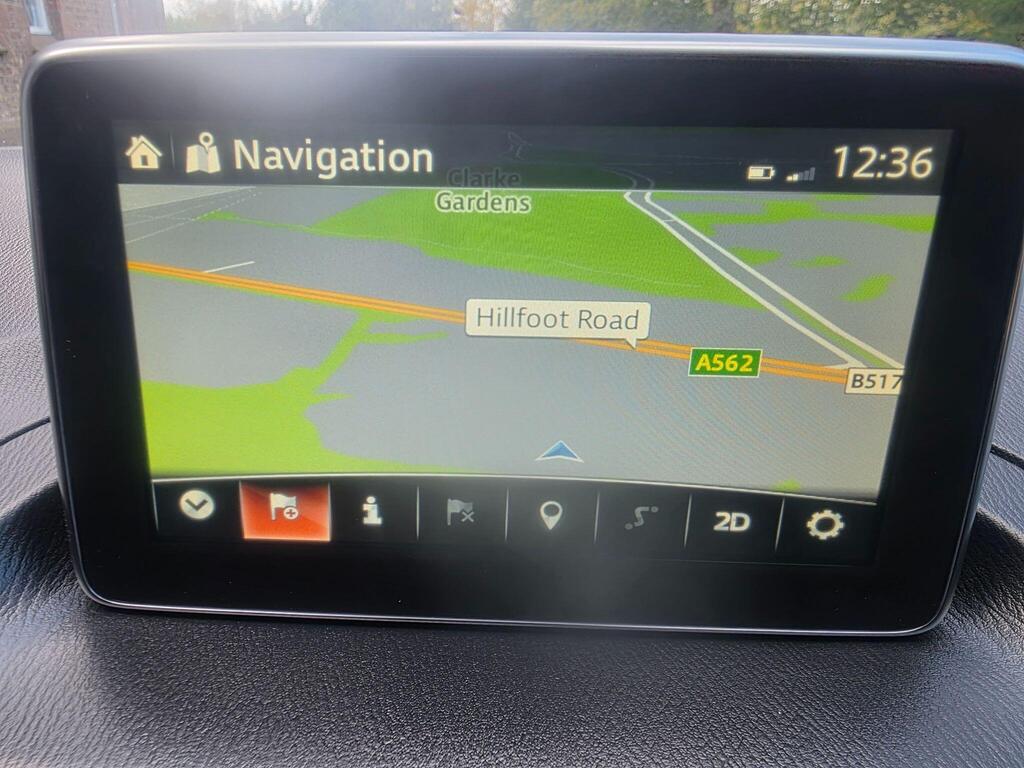 Navigation
12:36
Clarke
Gardens
Hillfoot Road
A562
B517
2D